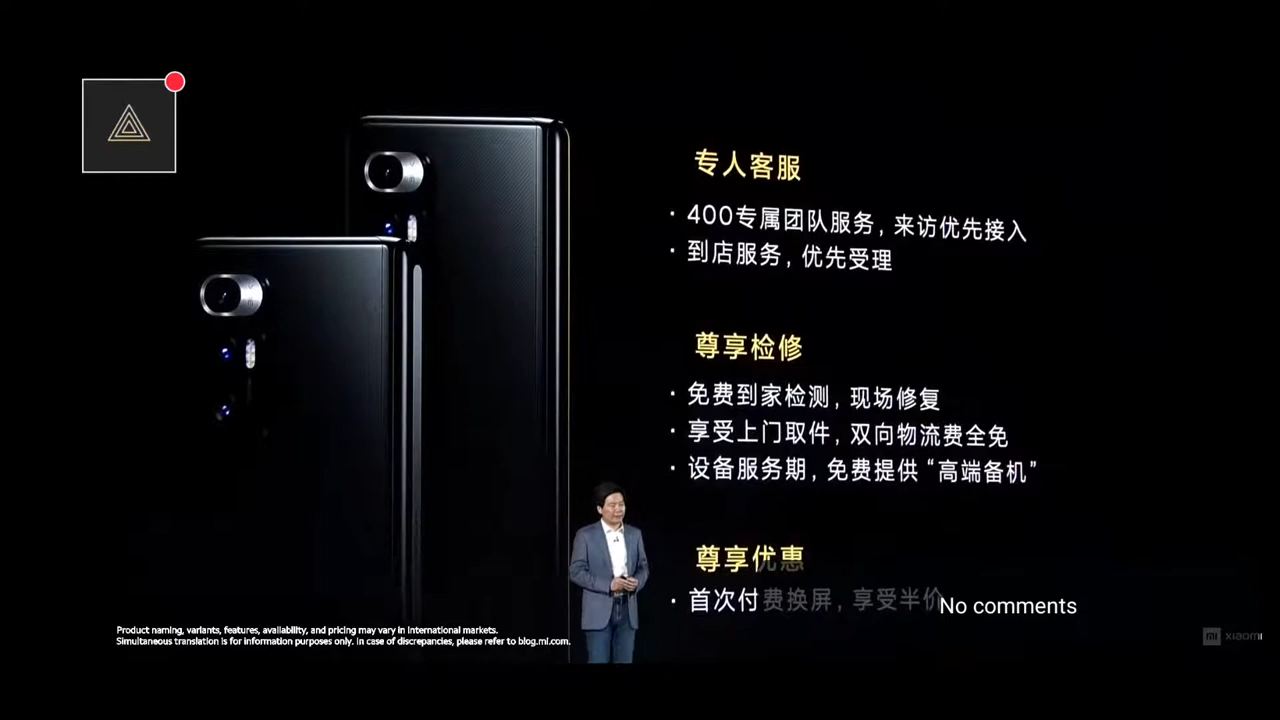 专人客服
· 400专属团队服务，来访优先接入
· 到店服务，优先受理
尊享检修
· 免费到家检测，现场修复
· 享受上门取件，双向物流费全免
· 设备服务期，免费提供“高端备机”
尊享优惠
· 首次付费换屏，享受半价
No comments
Product naming, variants, features, availability, and pricing may vary in international markets.
Simultaneous translation is for information purposes only. In case of discrepancies, please refer to blog.mi.com.
mi xiaomi